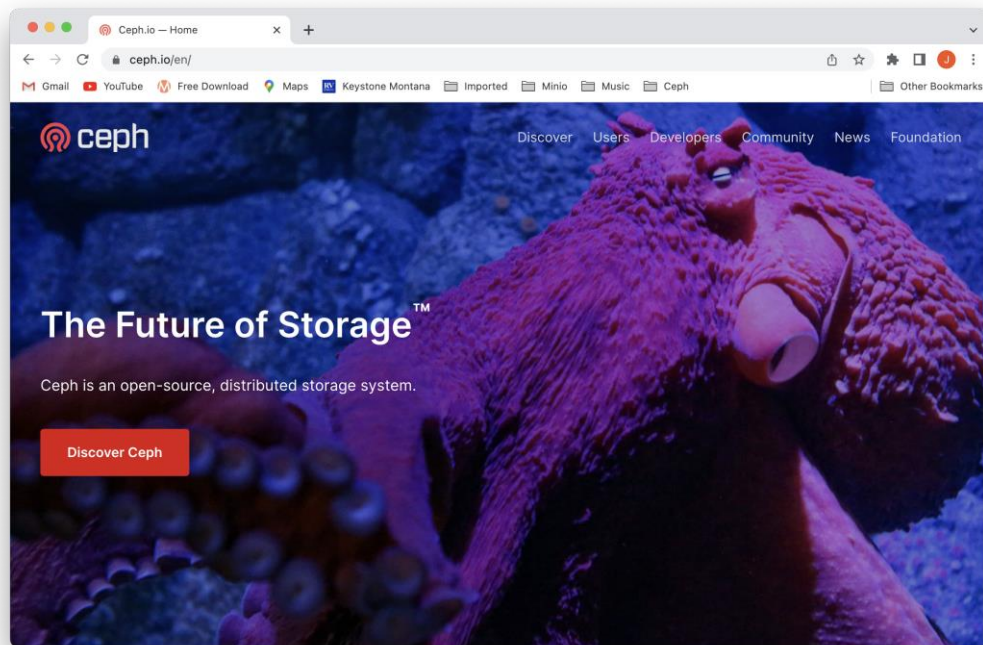 Ceph.io — Home
ceph.io/en/
J
Gmail YouTube Free Download Maps RV Keystone Montana Imported Minio Music Ceph Other Bookmarks
ceph Discover Users Developers Community News Foundation
The Future of Storage™
Ceph is an open-source, distributed storage system.
Discover Ceph